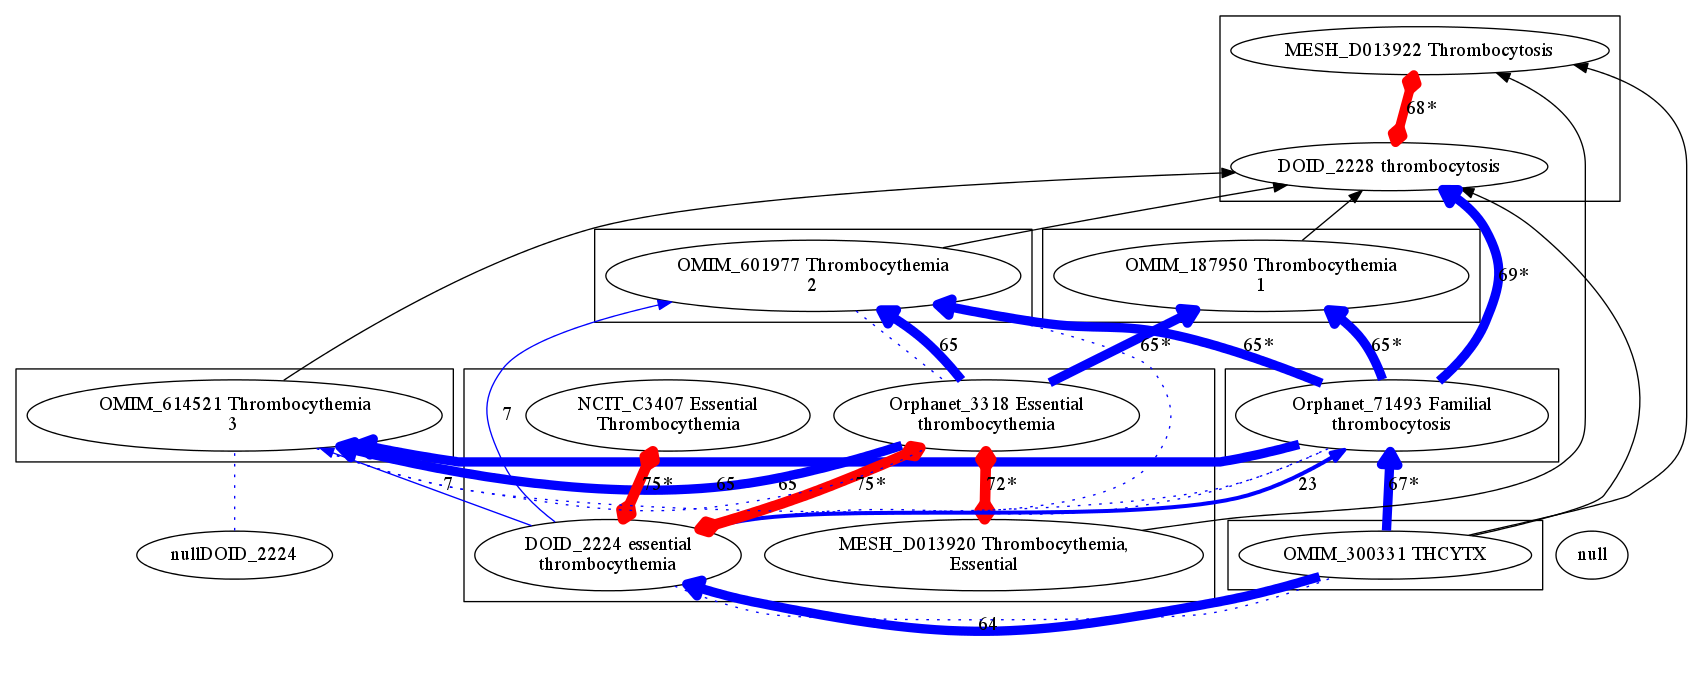 MESH_D013922 Thrombocytosis
68*
DOID_2228 thrombocytosis
OMIM_601977 Thrombocythemia
2
OMIM_187950 Thrombocythemia
1
69*
65
65*
65*
65*
OMIM_614521 Thrombocythemia
3
7
NCIT_C3407 Essential
Thrombocythemia
Orphanet_3318 Essential
thrombocythemia
Orphanet_71493 Familial
thrombocytosis
7
75*
65
65
75*
72*
23
67*
nullDOID_2224
DOID_2224 essential
thrombocythemia
MESH_D013920 Thrombocythemia,
Essential
OMIM_300331 THCYTX
null
64